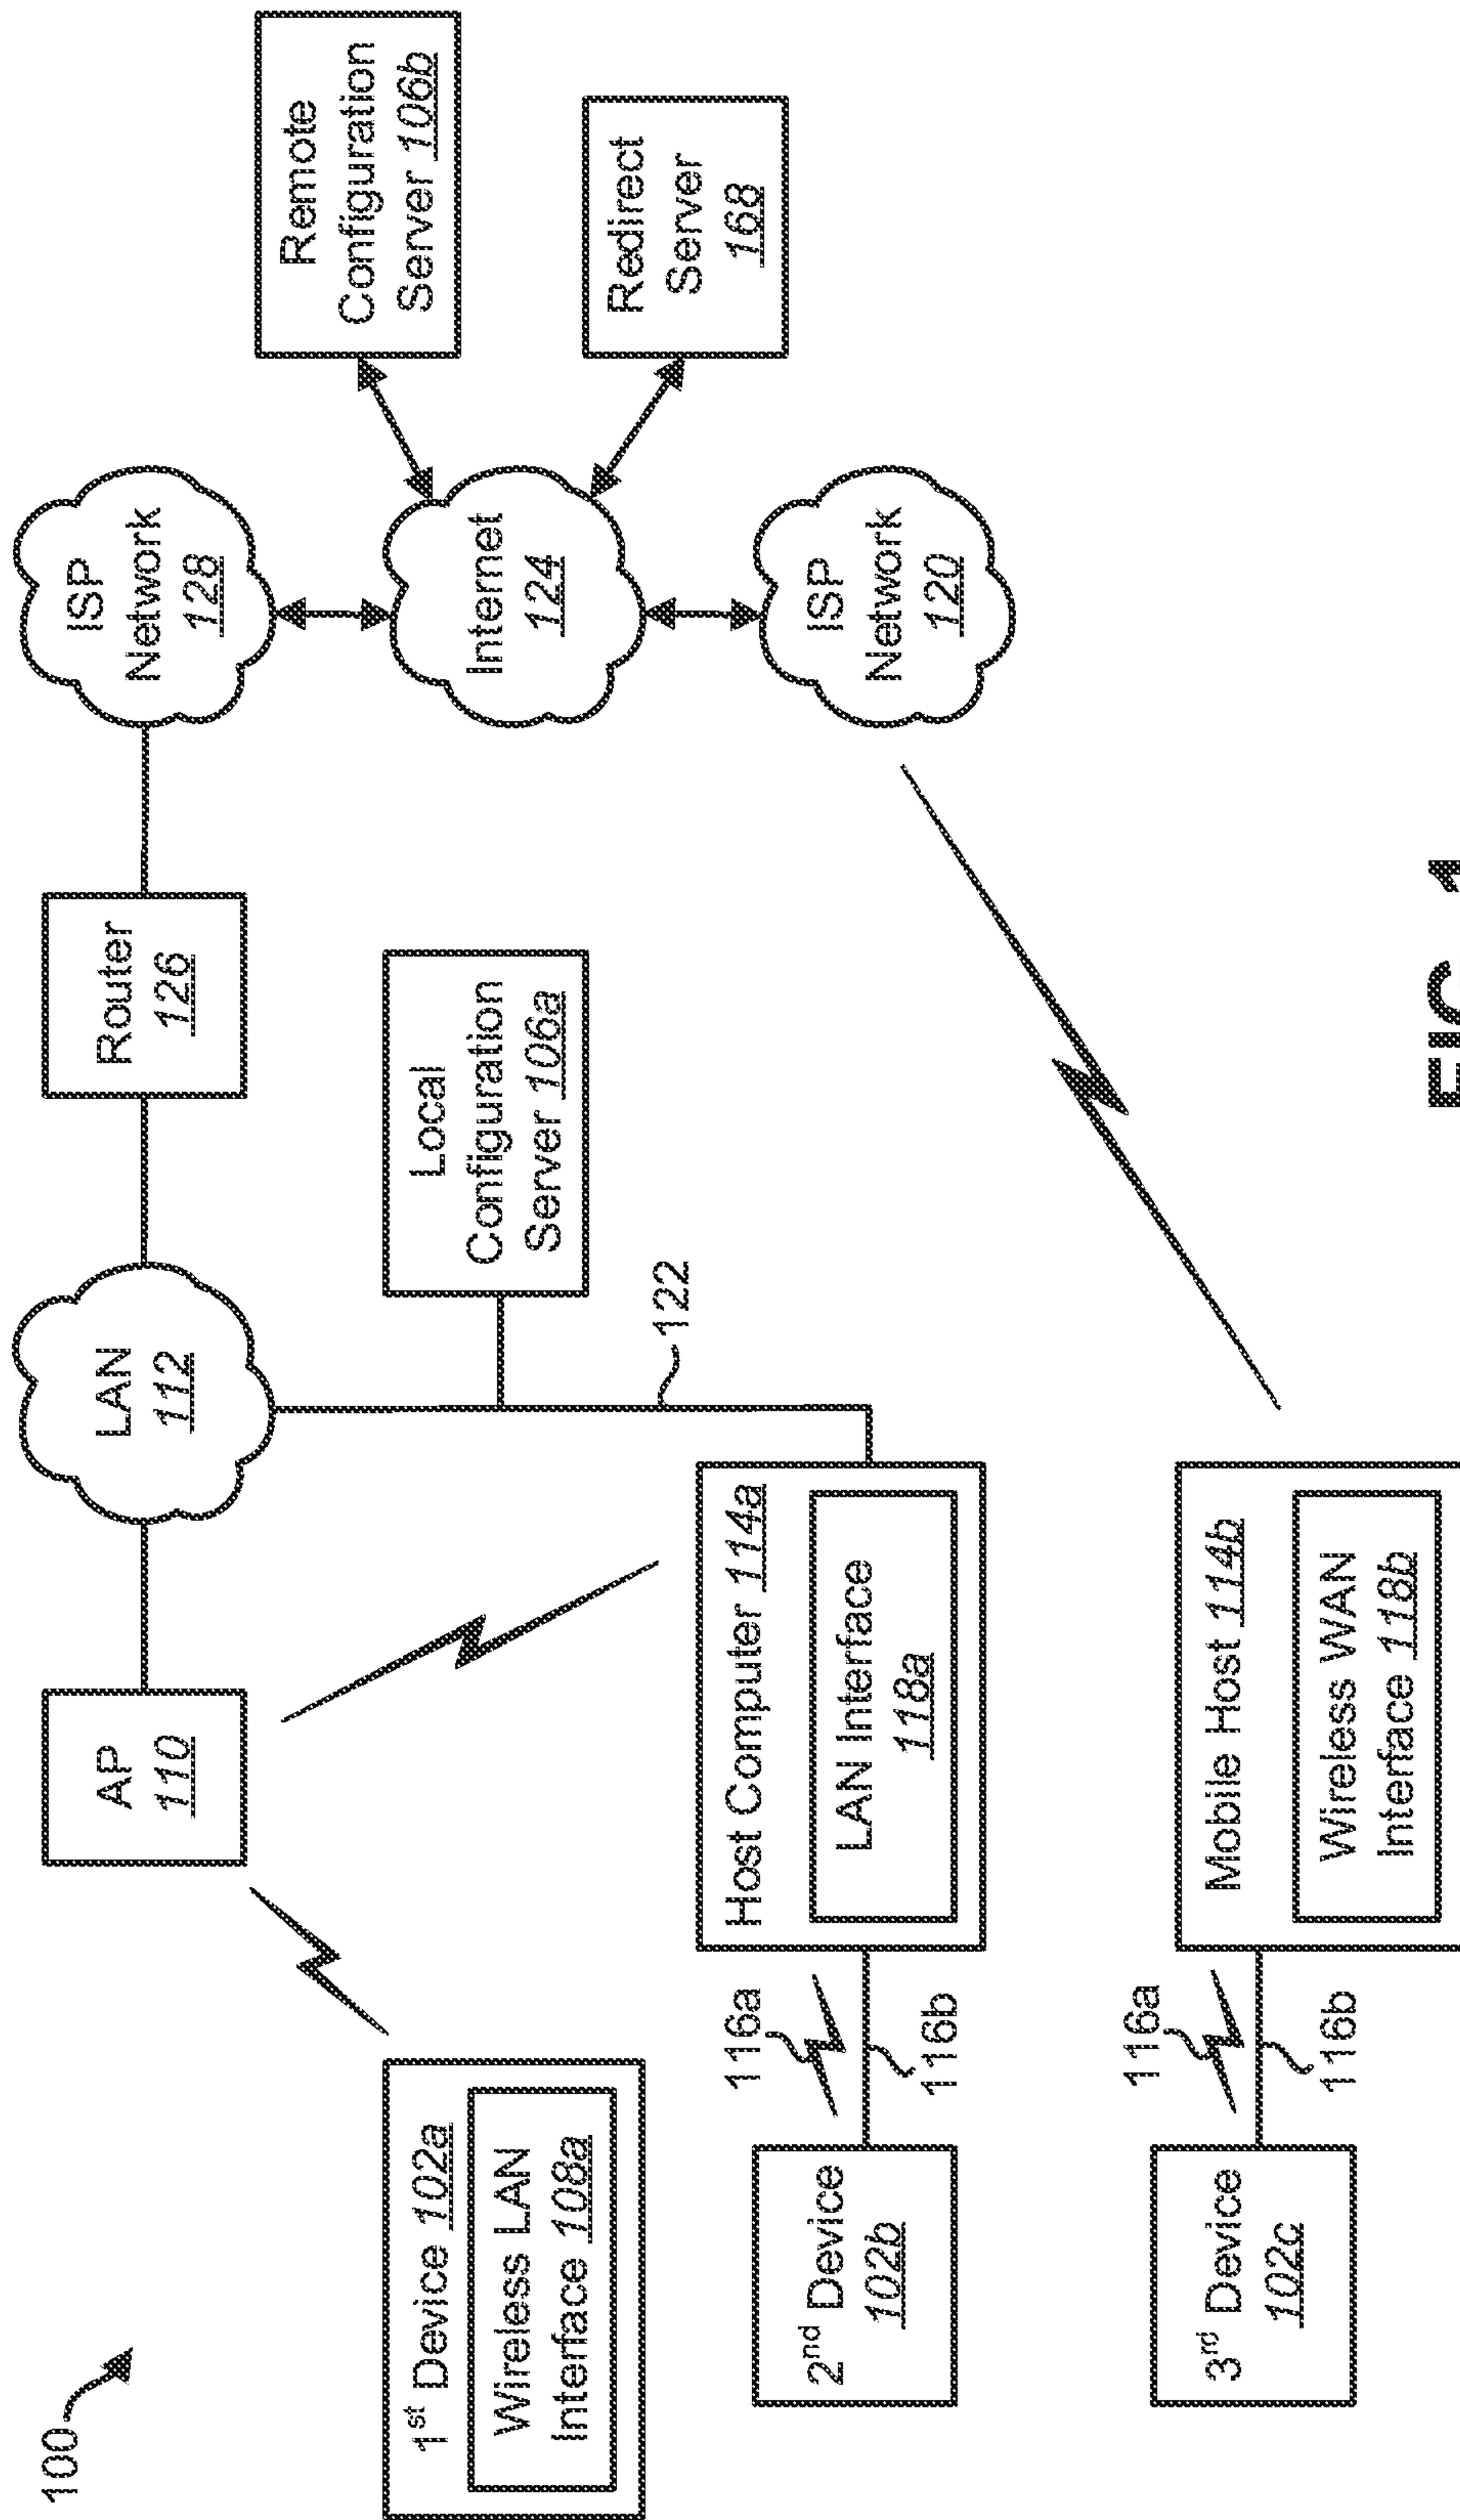 100
AP
110
LAN
112
Router
126
ISP
Network
128
Remote
Configuration
Server 106b
1st Device 102a
Wireless LAN
Interface 108a
Local
Configuration
Server 106a
Internet
124
Redirect
Server
168
122
116a
2nd Device
102b
116b
Host Computer 114a
LAN Interface
118a
ISP
Network
120
116a
3rd Device
102c
116b
Mobile Host 114b
Wireless WAN
Interface 118b
FIG. 1